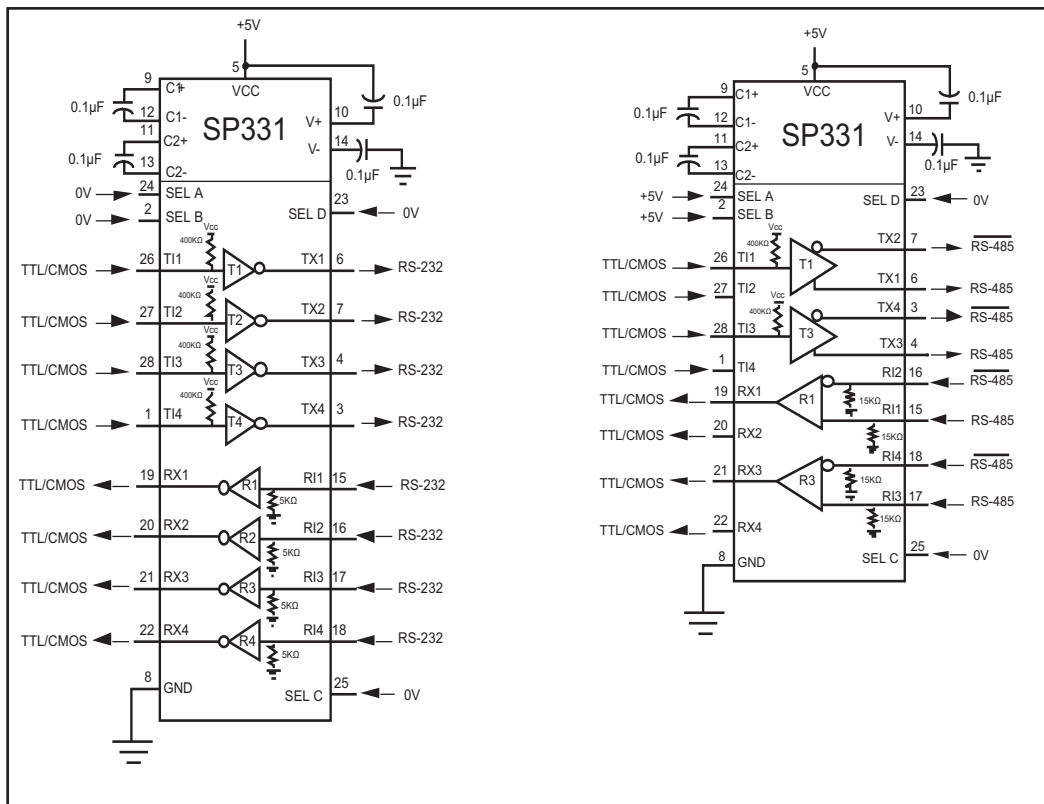 +5V
5
VCC
9
C1+
0.1µF
12
C1-
11
C2+
0.1µF
13
C2-
SP331
V+
10
0.1µF
V-
14
0.1µF
0V
24
SEL A
0V
2
SEL B
SEL D
23
0V
Vcc
400KΩ
TTL/CMOS
26
TI1
T1
TX1
6
RS-232
Vcc
400KΩ
TTL/CMOS
27
TI2
T2
TX2
7
RS-232
Vcc
400KΩ
TTL/CMOS
28
TI3
T3
TX3
4
RS-232
Vcc
400KΩ
TTL/CMOS
1
TI4
T4
TX4
3
RS-232
TTL/CMOS
19
RX1
R1
RI1
15
RS-232
5KΩ
TTL/CMOS
20
RX2
R2
RI2
16
RS-232
5KΩ
TTL/CMOS
21
RX3
R3
RI3
17
RS-232
5KΩ
TTL/CMOS
22
RX4
R4
RI4
18
RS-232
5KΩ
8
GND
SEL C
25
0V
+5V
5
VCC
9
C1+
0.1µF
12
C1-
11
C2+
0.1µF
13
C2-
SP331
V+
10
0.1µF
V-
14
0.1µF
+5V
24
SEL A
+5V
2
SEL B
SEL D
23
0V
Vcc
400KΩ
TX2
7
RS-485
TTL/CMOS
26
TI1
T1
TX1
6
RS-485
TTL/CMOS
27
TI2
Vcc
400KΩ
TX4
3
RS-485
TTL/CMOS
28
TI3
T3
TX3
4
RS-485
TTL/CMOS
1
TI4
RI2
16
RS-485
15KΩ
TTL/CMOS
19
RX1
R1
RI1
15
RS-485
15KΩ
TTL/CMOS
20
RX2
RI4
18
RS-485
15KΩ
TTL/CMOS
21
RX3
R3
RI3
17
RS-485
15KΩ
TTL/CMOS
22
RX4
8
GND
SEL C
25
0V